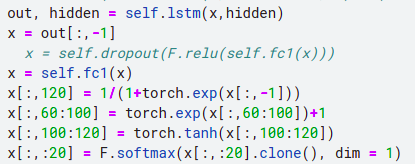 out, hidden = self.lstm(x,hidden)
x = out[:,-1]
x = self.dropout(F.relu(self.fc1(x)))
x = self.fc1(x)
x[:,120] = 1/(1+torch.exp(x[:,-1]))
x[:,60:100] = torch.exp(x[:,60:100])+1
x[:,100:120] = torch.tanh(x[:,100:120])
x[:,:20] = F.softmax(x[:,:20].clone(), dim = 1)